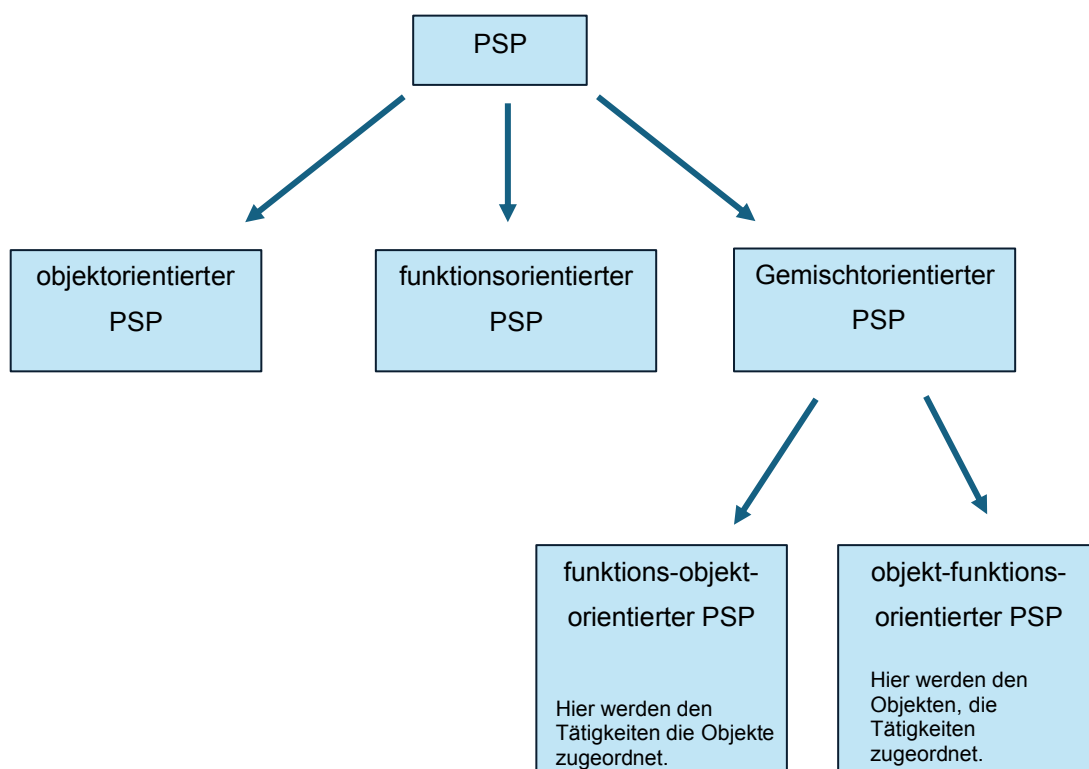 PSP
objektorientierter
PSP
funktionsorientierter
PSP
Gemischtorientierter
PSP
funktions-objekt-
orientierter PSP
Hier werden den
Tätigkeiten die Objekte
zugeordnet.
objekt-funktions-
orientierter PSP
Hier werden den
Objekten, die
Tätigkeiten
zugeordnet.